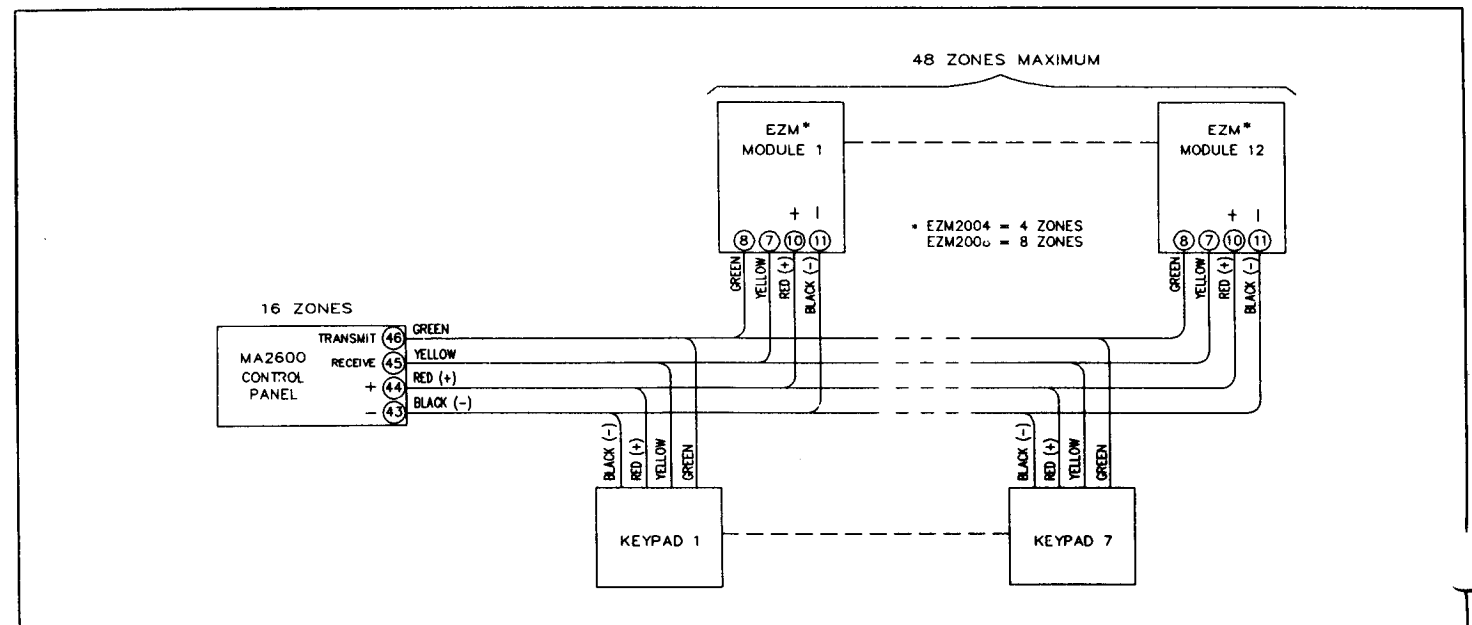 48 ZONES MAXIMUM
EZM*
MODULE 1
+ –
8 7 10 11
EZM*
MODULE 12
+ –
8 7 10 11
* EZM2004 = 4 ZONES
= 8 ZONES
GREEN
YELLOW
RED (+)
BLACK (-)
GREEN
YELLOW
RED (+)
BLACK (-)
16 ZONES
MA2600
CONTROL
PANEL
TRANSMIT 46 GREEN
RECEIVE 45 YELLOW
+ 44 RED (+)
- 43 BLACK (-)
BLACK (-)
RED (+)
YELLOW
GREEN
BLACK (-)
RED (+)
YELLOW
GREEN
KEYPAD 1
KEYPAD 7